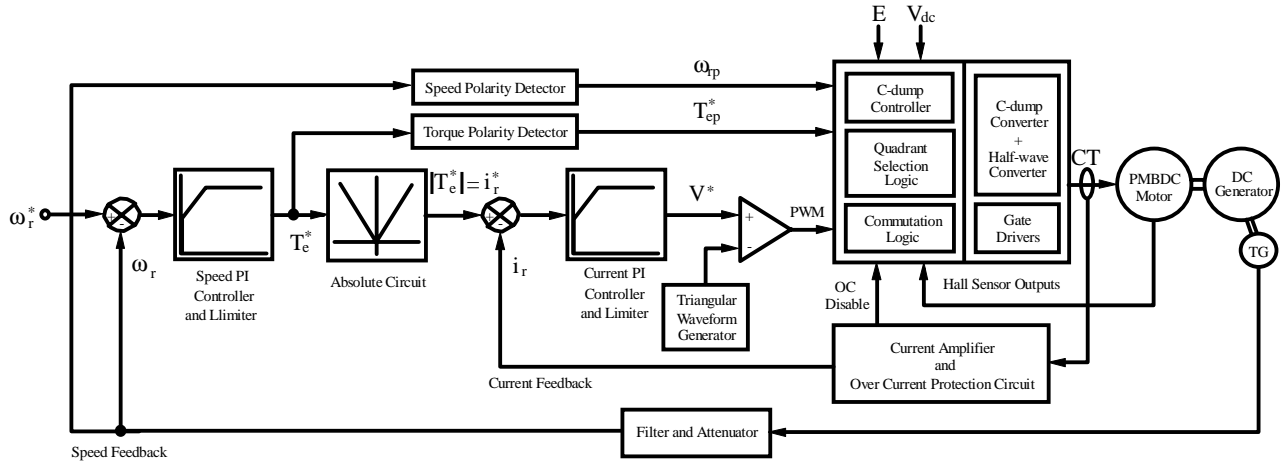 E
Vdc
Speed Polarity Detector
ωrp
Torque Polarity Detector
T*ep
C-dump
Controller
Quadrant
Selection
Logic
Commutation
Logic
C-dump
Converter
+
Half-wave
Converter
Gate
Drivers
CT
PMBDC
Motor
DC
Generator
TG
ω*r
+
-
ωr
Speed PI
Controller
and Llimiter
T*e
Absolute Circuit
|T*e| = i*r
+
-
ir
Current PI
Controller
and Limiter
V*
+
-
PWM
Triangular
Waveform
Generator
OC
Disable
Hall Sensor Outputs
Current Amplifier
and
Over Current Protection Circuit
Current Feedback
Filter and Attenuator
Speed Feedback